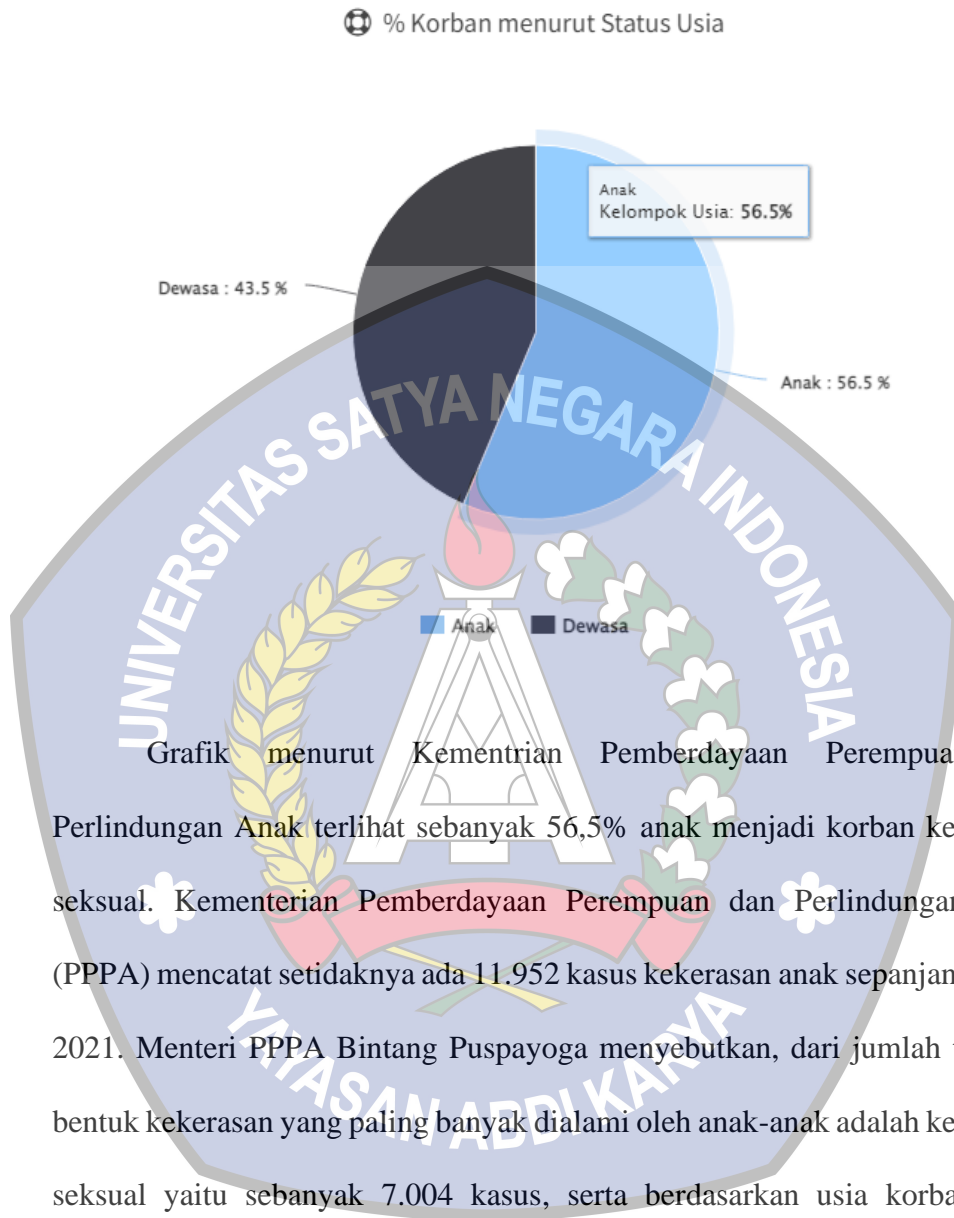 % Korban menurut Status Usia
Anak
Kelompok Usia: 56.5%
Dewasa : 43.5 %
Anak : 56.5 %
UNIVERSITAS SATYA NEGARA INDONESIA
Anak Dewasa
Grafik menurut Kementrian Pemberdayaan Perempua
Perlindungan Anak terlihat sebanyak 56,5% anak menjadi korban ke
seksual. Kementerian Pemberdayaan Perempuan dan Perlindungan
(PPPA) mencatat setidaknya ada 11.952 kasus kekerasan anak sepanjan
2021. Menteri PPPA Bintang Puspayoga menyebutkan, dari jumlah
bentuk kekerasan yang paling banyak dialami oleh anak-anak adalah ke
seksual yaitu sebanyak 7.004 kasus, serta berdasarkan usia korba
YAYASAN ABDI KARYA